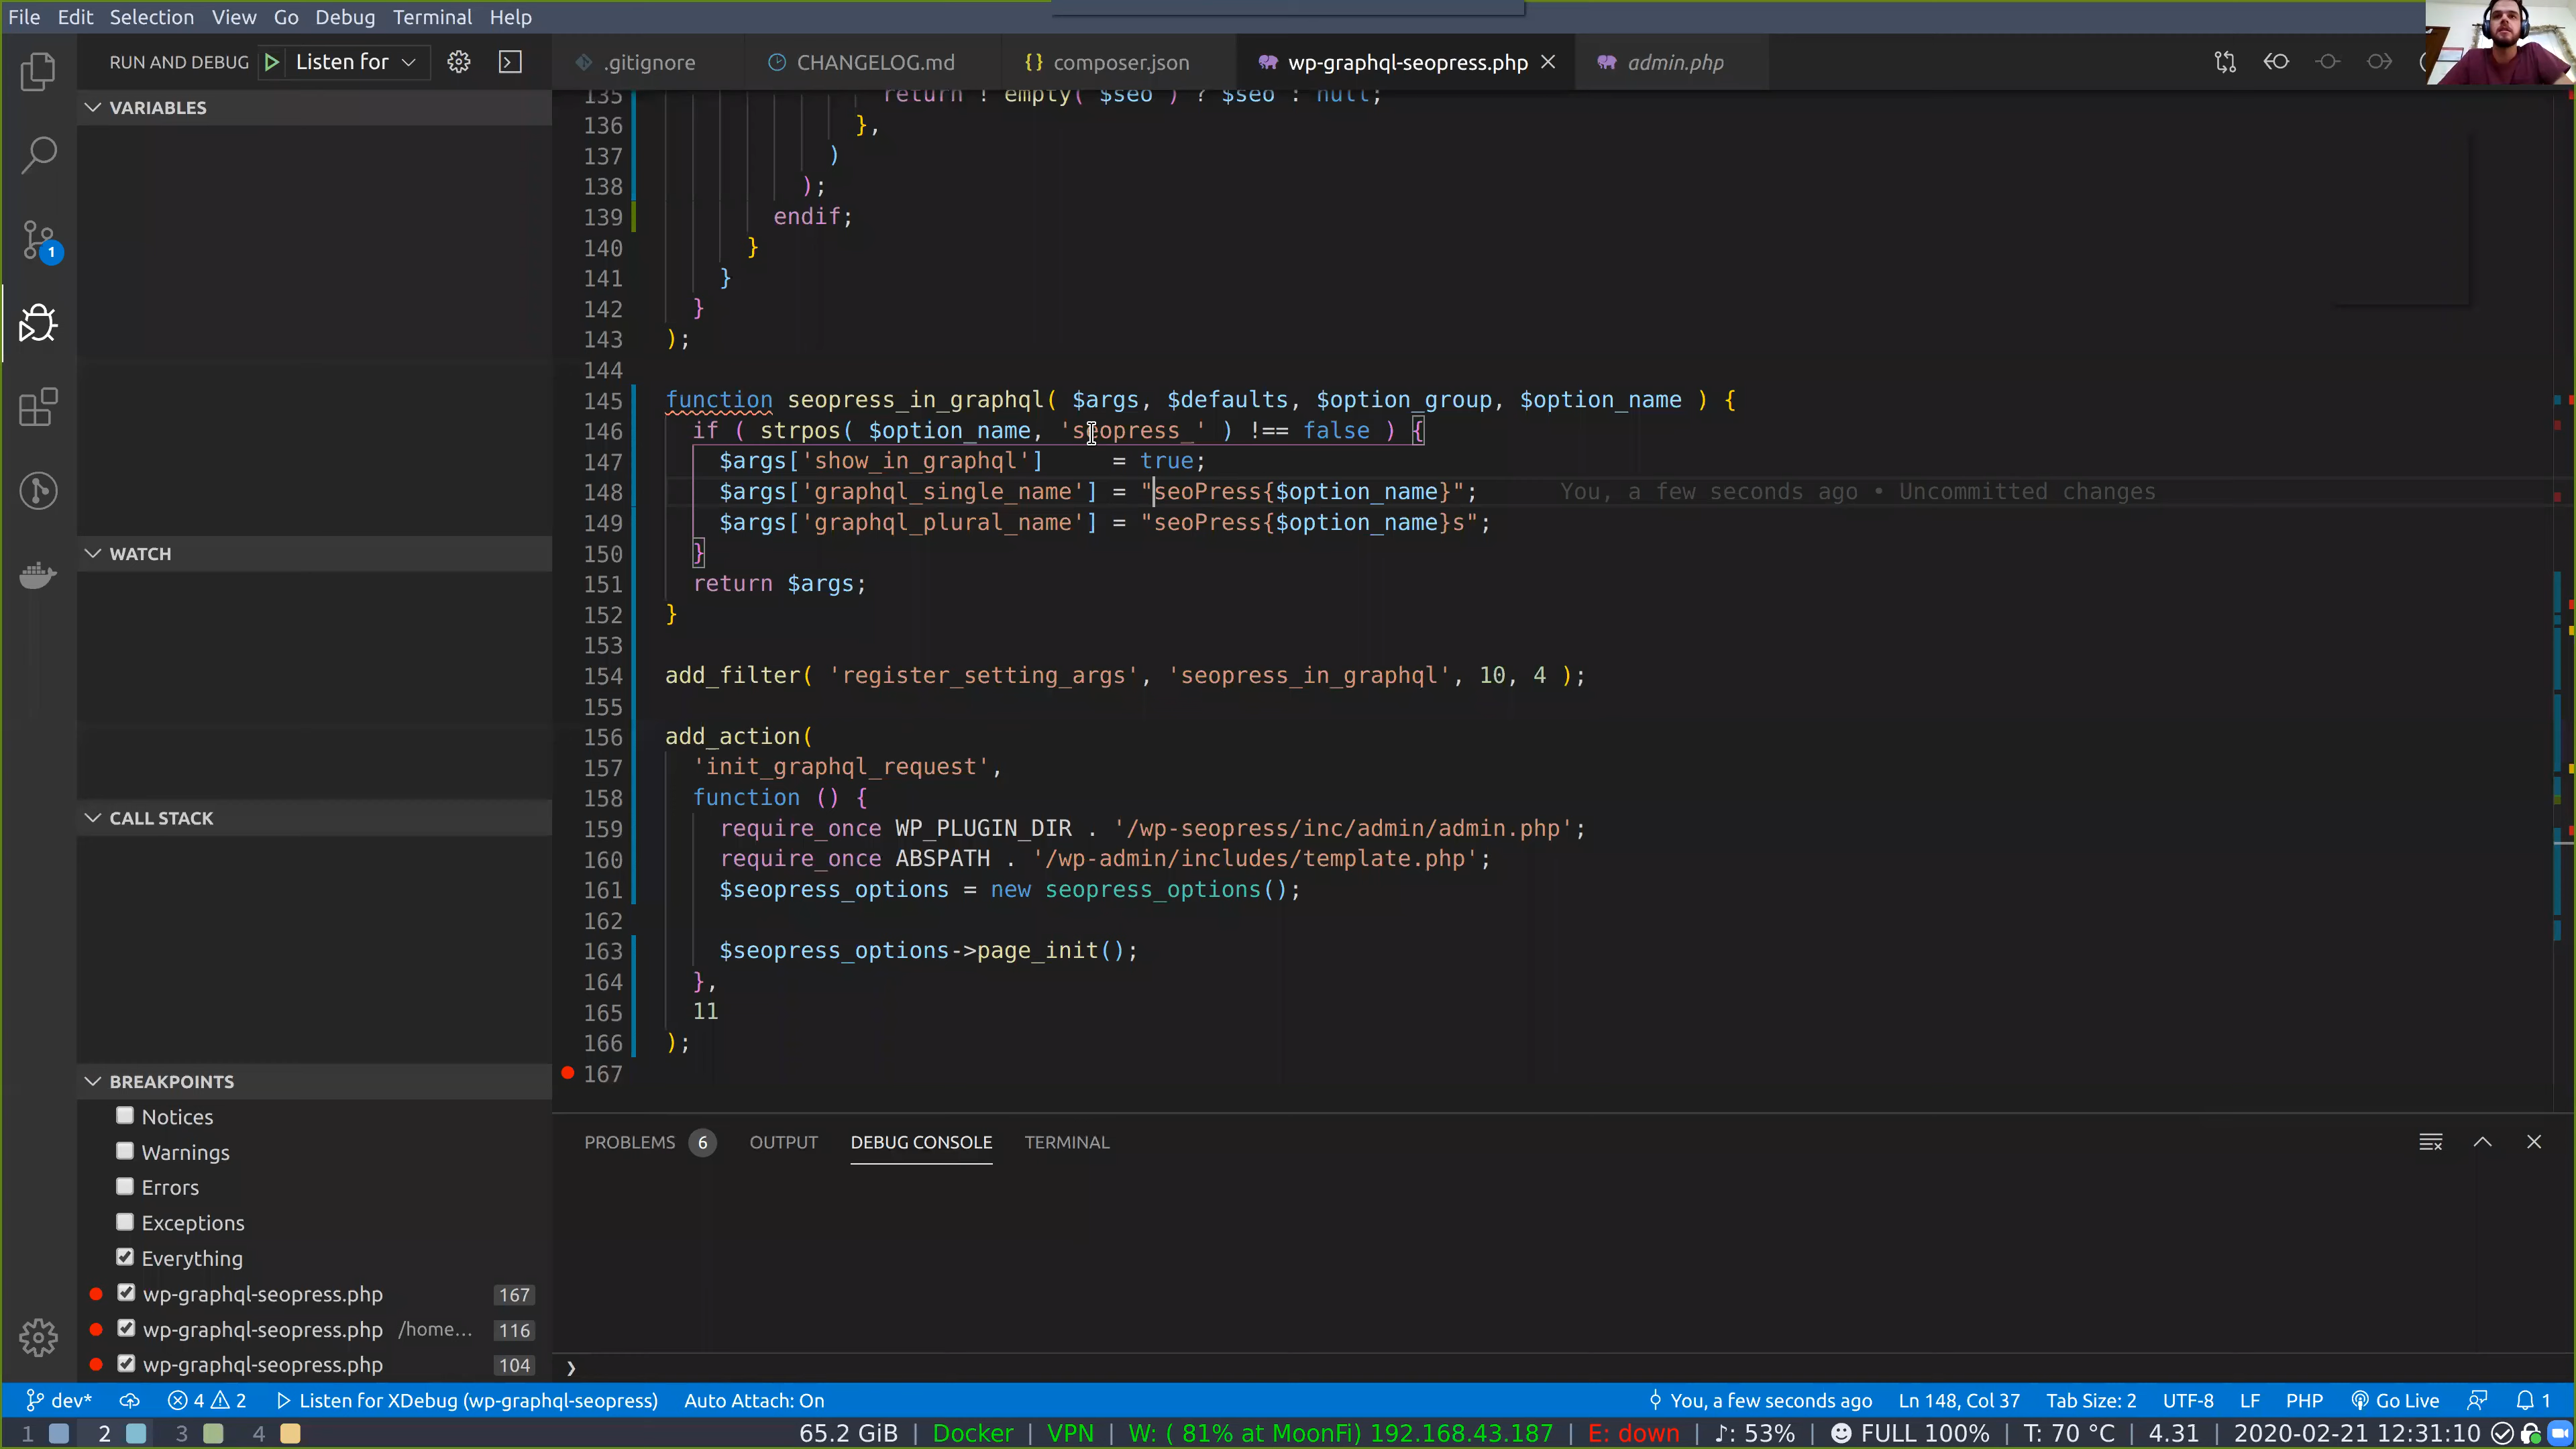 File Edit Selection View Go Debug Terminal Help
RUN AND DEBUG Listen for
.gitignore CHANGELOG.md {} composer.json wp-graphql-seopress.php admin.php
VARIABLES
WATCH
CALL STACK
BREAKPOINTS
Notices
Warnings
Errors
Exceptions
Everything
wp-graphql-seopress.php 167
wp-graphql-seopress.php /home... 116
wp-graphql-seopress.php 104
1
135 return ! empty( $seo ) ? $seo : null;
136 },
137 )
138 );
139 endif;
140 }
141 }
142 }
143 );
144
145 function seopress_in_graphql( $args, $defaults, $option_group, $option_name ) {
146 if ( strpos( $option_name, 'seopress_' ) !== false ) {
147 $args['show_in_graphql'] = true;
148 $args['graphql_single_name'] = "seoPress{$option_name}"; You, a few seconds ago • Uncommitted changes
149 $args['graphql_plural_name'] = "seoPress{$option_name}s";
150 }
151 return $args;
152 }
153
154 add_filter( 'register_setting_args', 'seopress_in_graphql', 10, 4 );
155
156 add_action(
157 'init_graphql_request',
158 function () {
159 require_once WP_PLUGIN_DIR . '/wp-seopress/inc/admin/admin.php';
160 require_once ABSPATH . '/wp-admin/includes/template.php';
161 $seopress_options = new seopress_options();
162
163 $seopress_options->page_init();
164 },
165 11
166 );
167
PROBLEMS 6 OUTPUT DEBUG CONSOLE TERMINAL
dev* 4 2 Listen for XDebug (wp-graphql-seopress) Auto Attach: On You, a few seconds ago Ln 148, Col 37 Tab Size: 2 UTF-8 LF PHP Go Live 1
1 2 3 4 65.2 GiB | Docker | VPN | W: ( 81% at MoonFi) 192.168.43.187 | E: down | ♪: 53% | ☻ FULL 100% | T: 70 °C | 4.31 | 2020-02-21 12:31:10